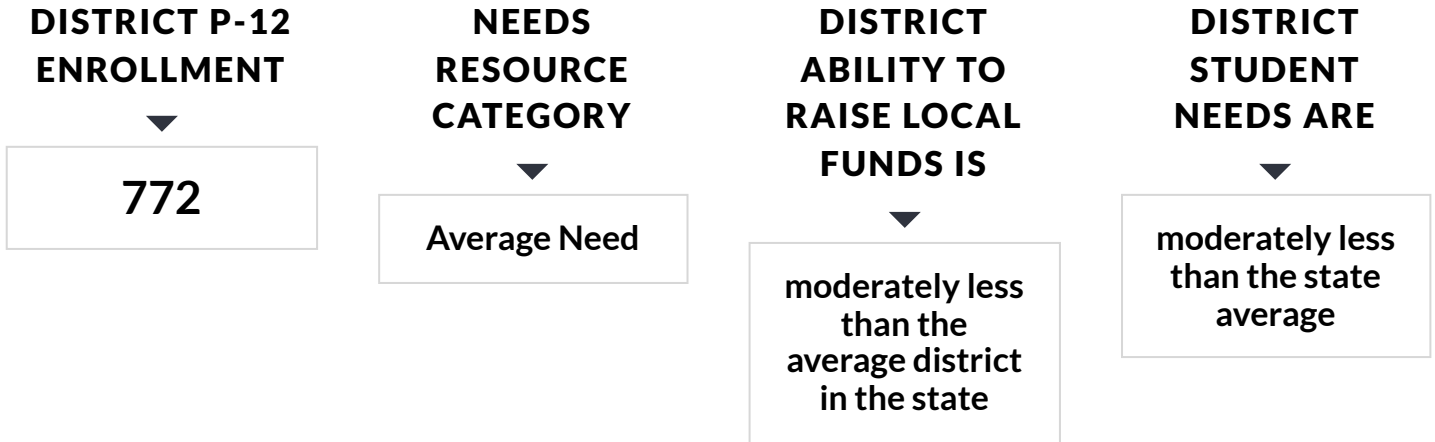 DISTRICT P-12
ENROLLMENT
772
NEEDS
RESOURCE
CATEGORY
Average Need
DISTRICT
ABILITY TO
RAISE LOCAL
FUNDS IS
moderately less
than the
average district
in the state
DISTRICT
STUDENT
NEEDS ARE
moderately less
than the state
average